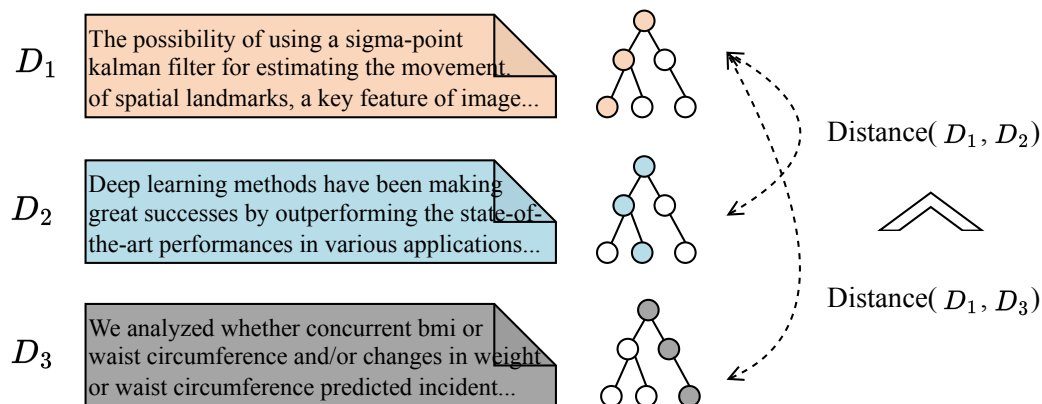 D1
The possibility of using a sigma-point
kalman filter for estimating the movement.
of spatial landmarks, a key feature of image...
Distance( D1, D2)
D2
Deep learning methods have been making
great successes by outperforming the state-of-
the-art performances in various applications...
Distance( D1, D3)
D3
We analyzed whether concurrent bmi or
waist circumference and/or changes in weight
or waist circumference predicted incident...